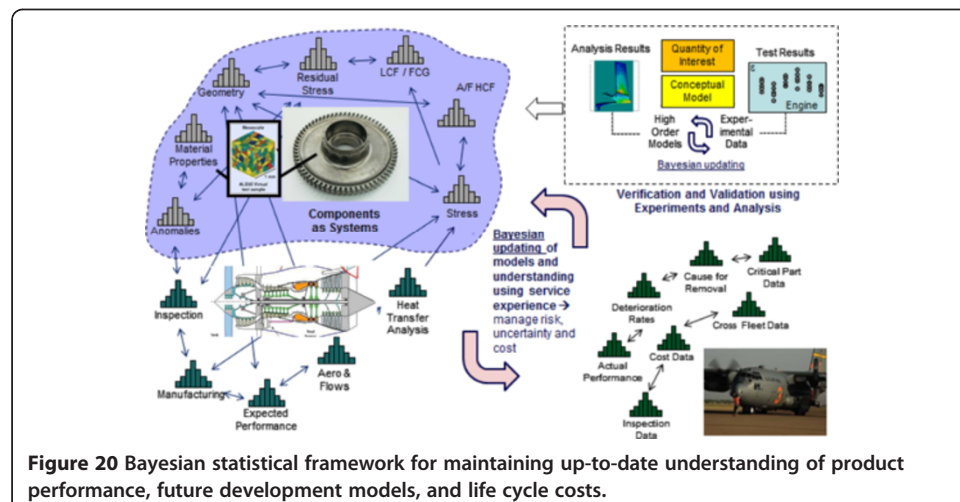 Geometry
Residual
Stress
LCF / FCG
A/F HCF
Material
Properties
Anomalies
Components
as Systems
Stress
Inspection
Heat
Transfer
Analysis
Manufacturing
Aero &
& Flows
Expected
Performance
Analysis Results
Quantity of
Interest
Conceptual
Model
Test Results
Engine
High
Order
Models
Exper-
imental
Data
Bayesian updating
Verification and Validation using
Experiments and Analysis
Bayesian
updating of
models and
understanding
using service
experience →
manage risk,
uncertainty and
cost
Cause for
Removal
Critical Part
Data
Deterioration
Rates
Cross Fleet Data
Actual
Performance
Cost Data
Inspection
Data
Figure 20 Bayesian statistical framework for maintaining up-to-date understanding of product
performance, future development models, and life cycle costs.